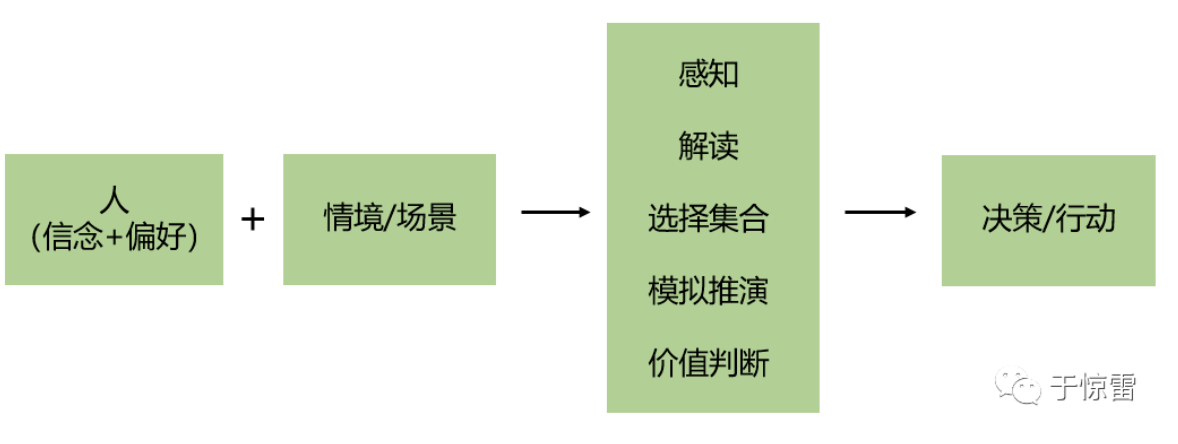 人
(信念+偏好)
+
情境/场景
感知
解读
选择集合
模拟推演
价值判断
决策/行动
于惊雷